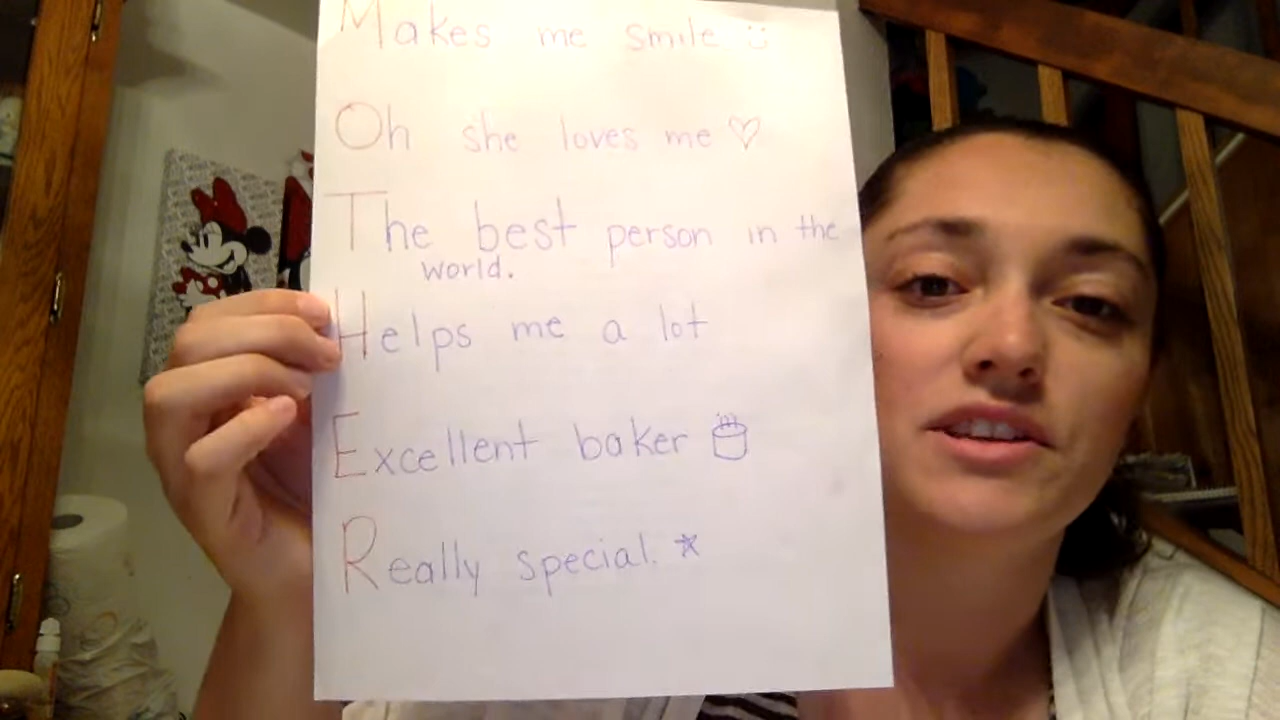 Makes me smile
Oh she loves me
The best person in the
world.
Helps me a lot
Excellent baker
Really special.